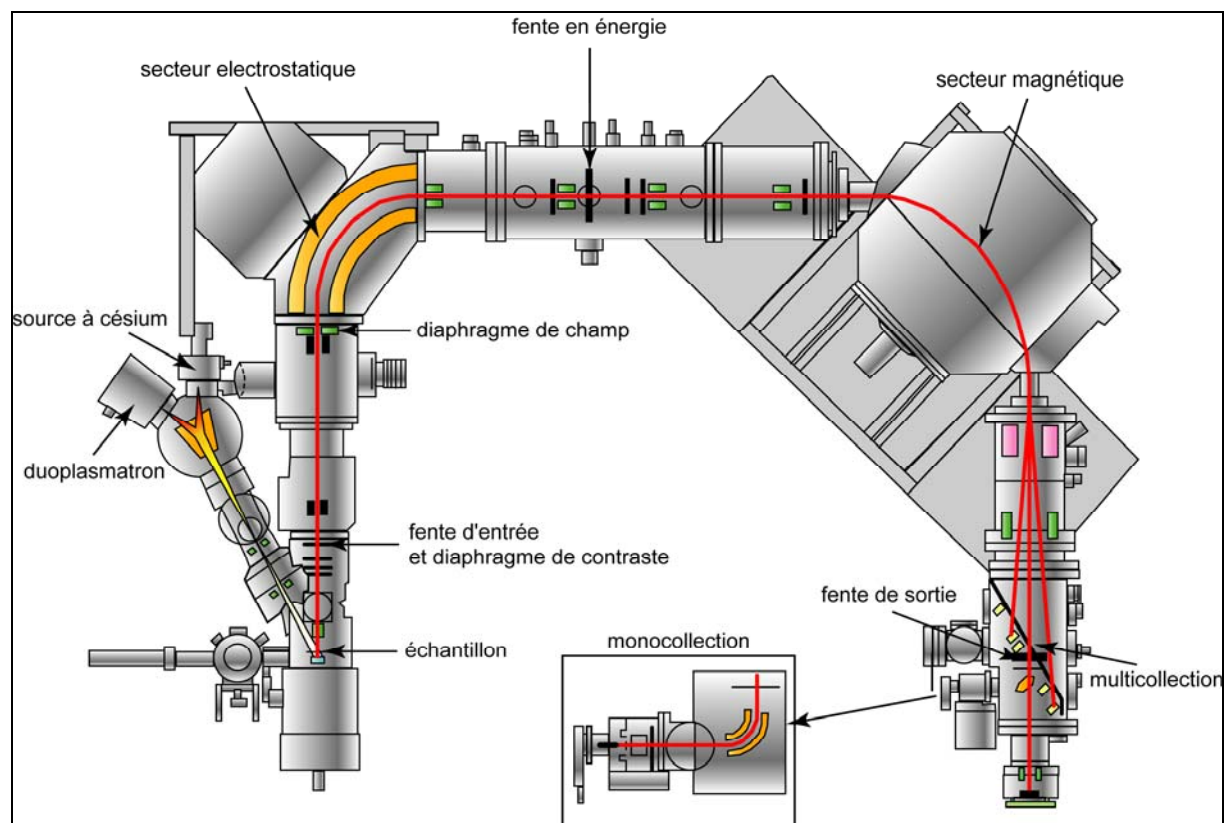 fente en énergie
secteur electrostatique
secteur magnétique
source à césium
diaphragme de champ
duoplasmatron
fente d'entrée
et diaphragme de contraste
fente de sortie
échantillon
monocollection
multicollection